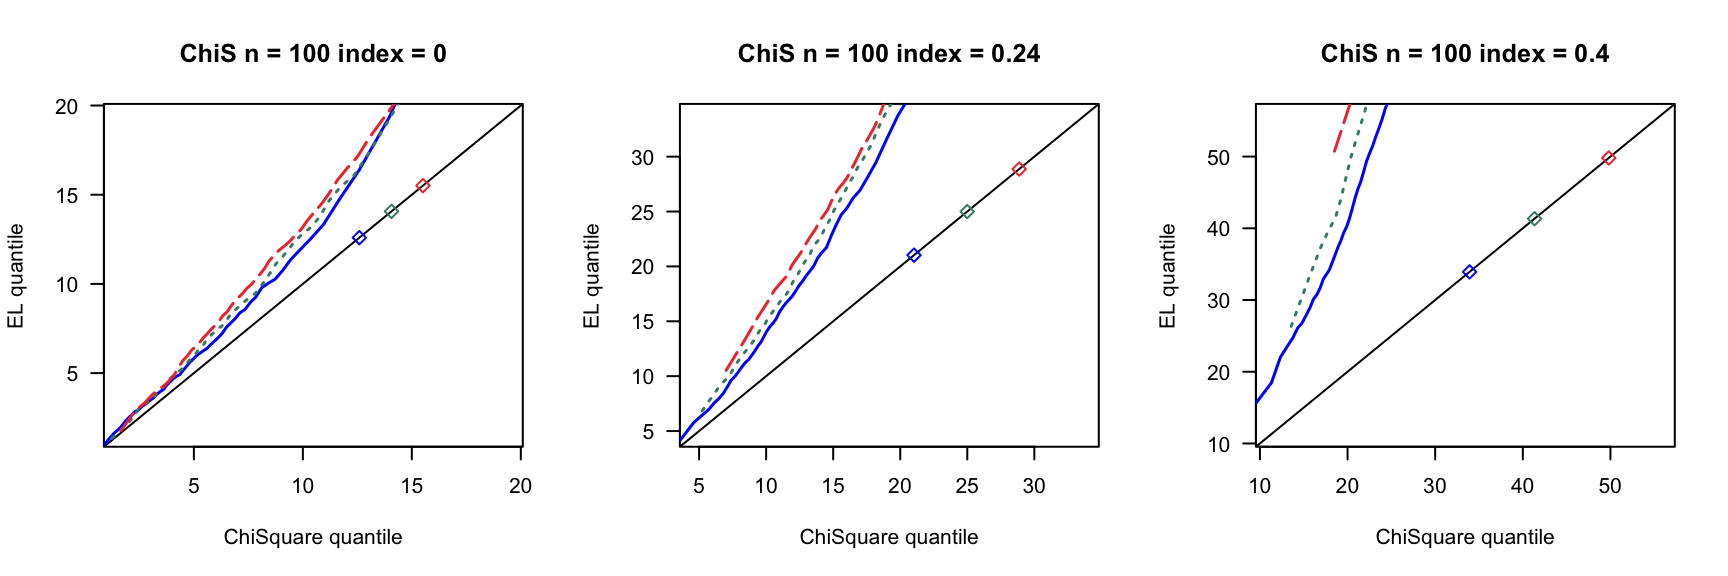 ChiS n = 100 index = 0
20
15
10
5
EL quantile
5 10 15 20
ChiSquare quantile
ChiS n = 100 index = 0.24
30
25
20
15
10
5
EL quantile
5 10 15 20 25 30
ChiSquare quantile
ChiS n = 100 index = 0.4
50
40
30
20
10
EL quantile
10 20 30 40 50
ChiSquare quantile